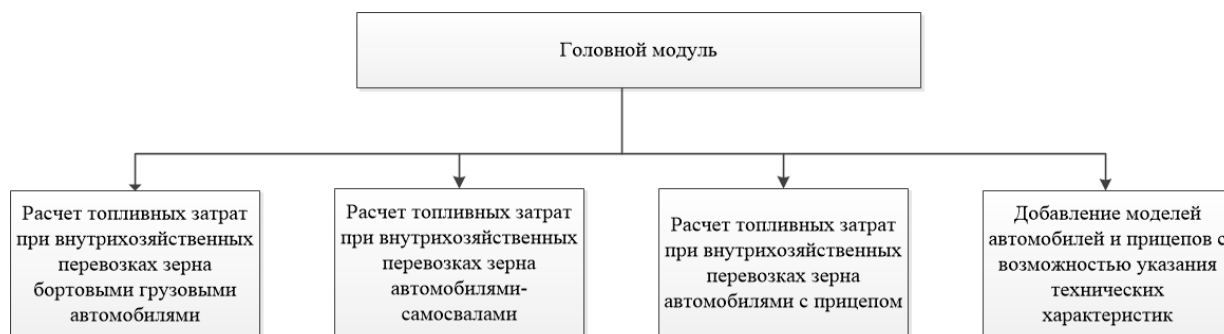 Головной модуль
Расчет топливных затрат
при внутрихозяйственных
перевозках зерна
бортовыми грузовыми
автомобилями
Расчет топливных затрат
при внутрихозяйственных
перевозках зерна
автомобилями-
самосвалами
Расчет топливных затрат
при внутрихозяйственных
перевозках зерна
автомобилями с прицепом
Добавление моделей
автомобилей и прицепов с
возможностью указания
технических
характеристик